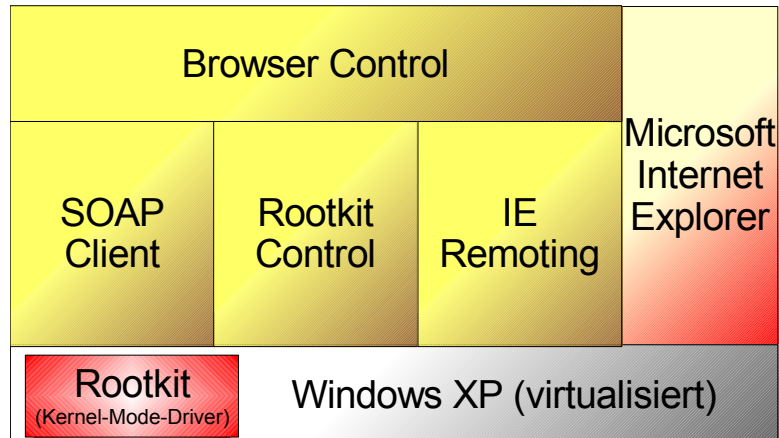 Browser Control
SOAP
Client
Rootkit
Control
IE
Remoting
Microsoft
Internet
Explorer
Rootkit
(Kernel-Mode-Driver)
Windows XP (virtualisiert)